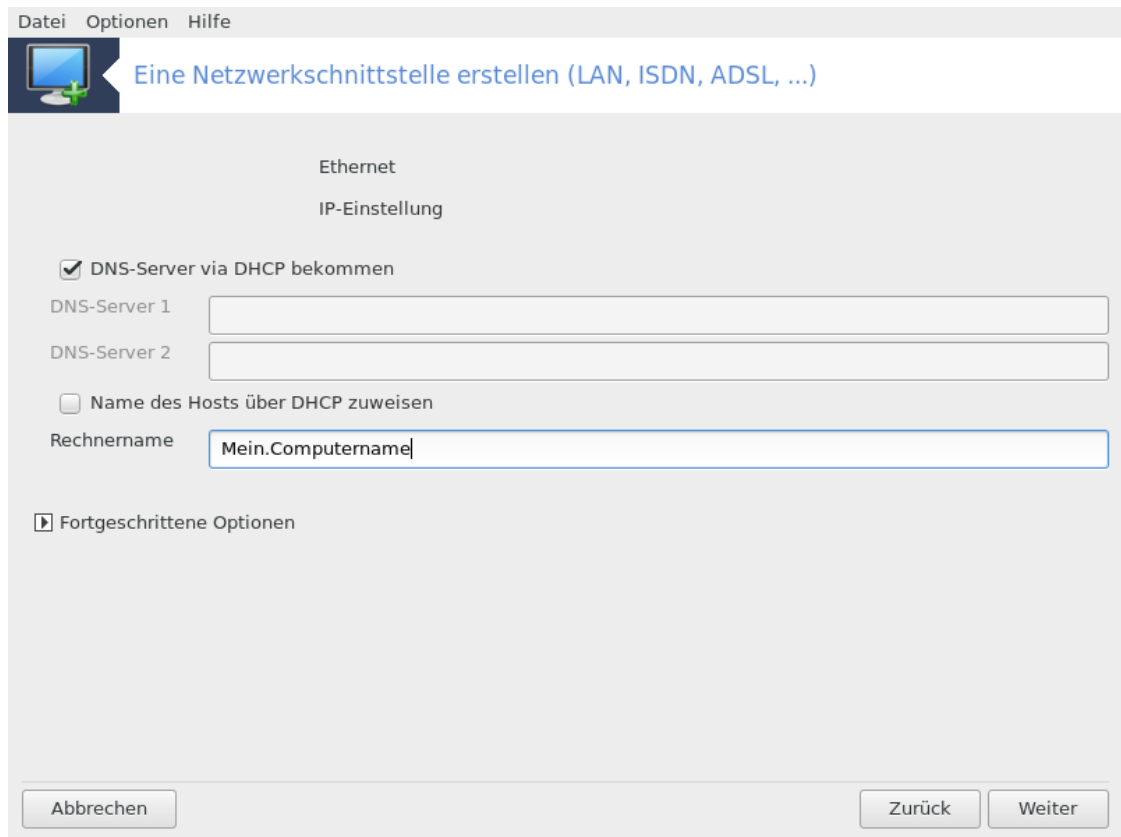 Datei Optionen Hilfe
Eine Netzwerkschnittstelle erstellen (LAN, ISDN, ADSL, ...)
Ethernet
IP-Einstellung
DNS-Server via DHCP bekommen
DNS-Server 1
DNS-Server 2
Name des Hosts über DHCP zuweisen
Rechnername Mein.Computername
Fortgeschrittene Optionen
Abbrechen Zurück Weiter